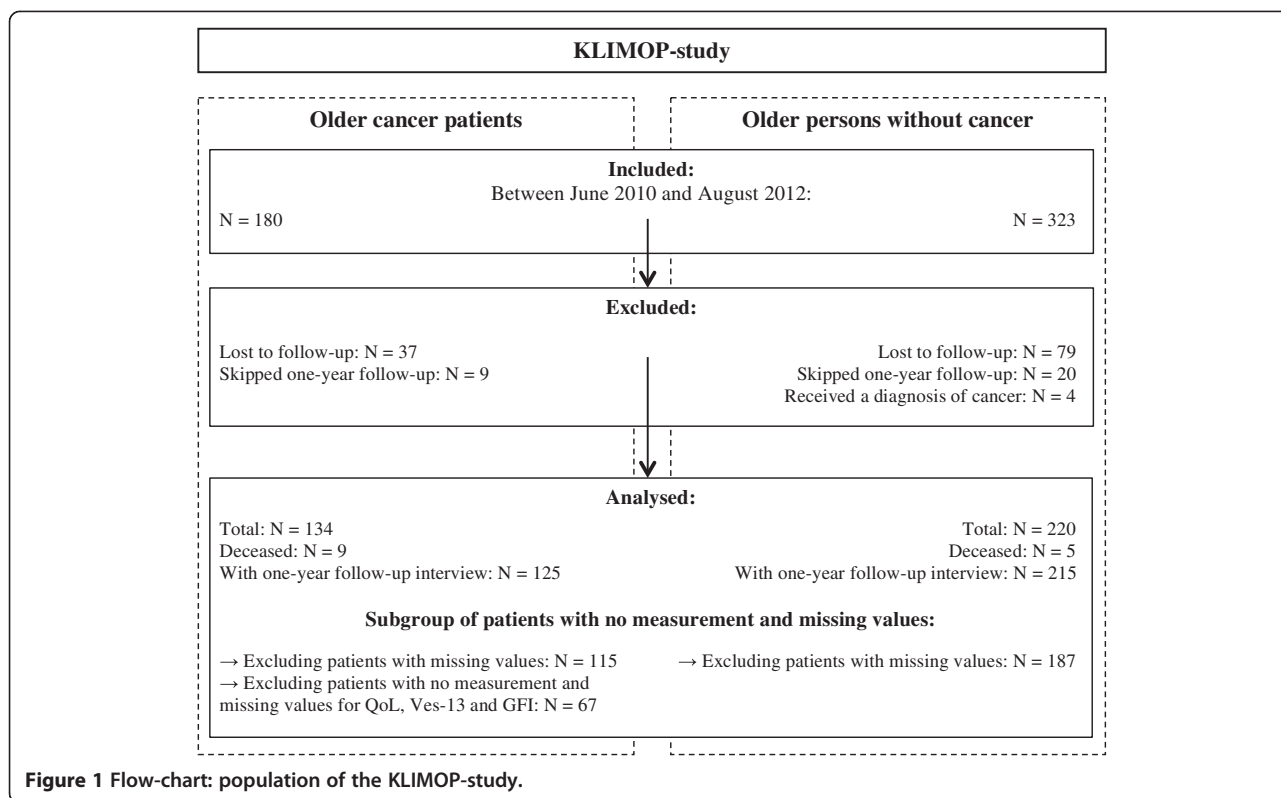 KLIMOP-study
Older cancer patients
Older persons without cancer
Included:
Between June 2010 and August 2012:
N = 180
N = 323
Excluded:
Lost to follow-up: N = 37
Skipped one-year follow-up: N = 9
Lost to follow-up: N = 79
Skipped one-year follow-up: N = 20
Received a diagnosis of cancer: N = 4
Analysed:
Total: N = 134
Deceased: N = 9
With one-year follow-up interview: N = 125
Total: N = 220
Deceased: N = 5
With one-year follow-up interview: N = 215
Subgroup of patients with no measurement and missing values:
→ Excluding patients with missing values: N = 115
→ Excluding patients with no measurement and
missing values for QoL, Ves-13 and GFI: N = 67
→ Excluding patients with missing values: N = 187
Figure 1 Flow-chart: population of the KLIMOP-study.